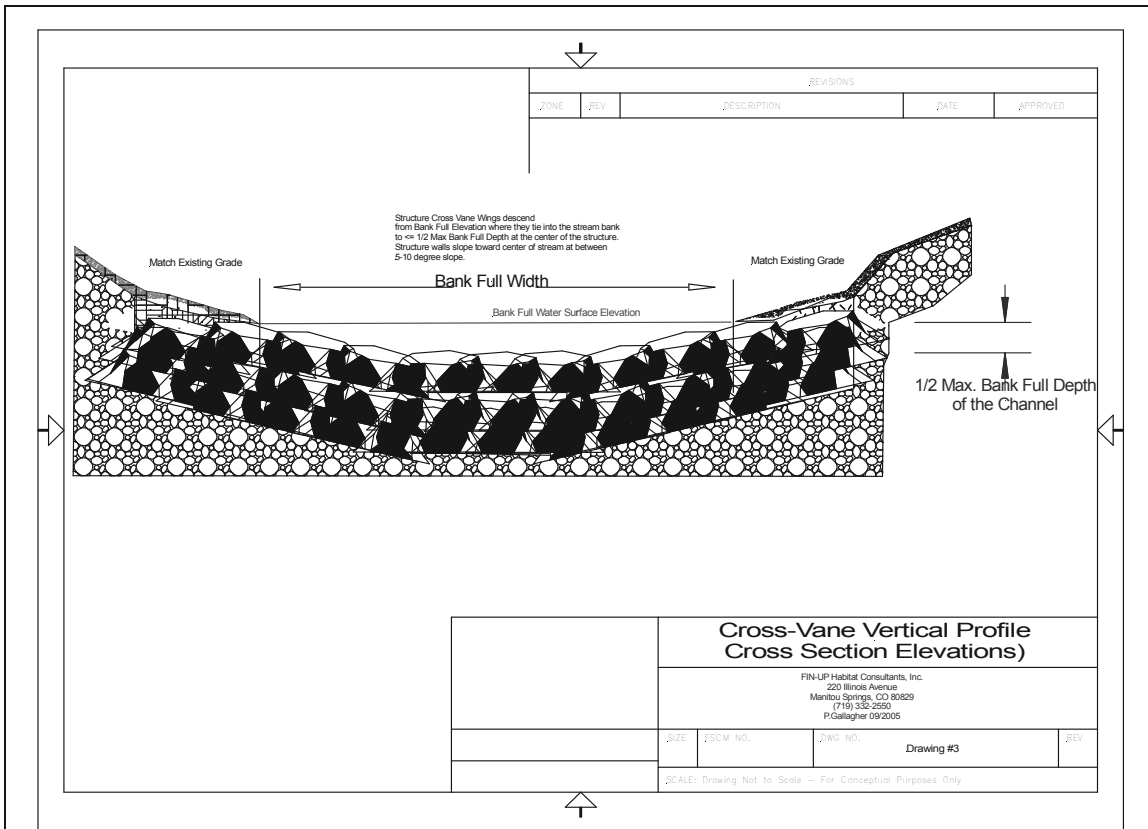 REVISIONS
ZONE REV DESCRIPTION DATE APPROVED
Structure Cross Vane Wings descend
from Bank Full Elevation where they tie into the stream bank
to <= 1/2 Max Bank Full Depth at the center of the structure.
Structure walls slope toward center of stream at between
5-10 degree slope.
Match Existing Grade
Match Existing Grade
Bank Full Width
Bank Full Water Surface Elevation
1/2 Max. Bank Full Depth
of the Channel
Cross-Vane Vertical Profile
Cross Section Elevations)
FIN-UP Habitat Consultants, Inc.
220 Illinois Avenue
Manitou Springs, CO 80829
(719) 332-2550
P.Gallagher 09/2005
SIZE FSCM NO. DWG NO. REV
Drawing #3
SCALE: Drawing Not to Scale – For Conceptual Purposes Only